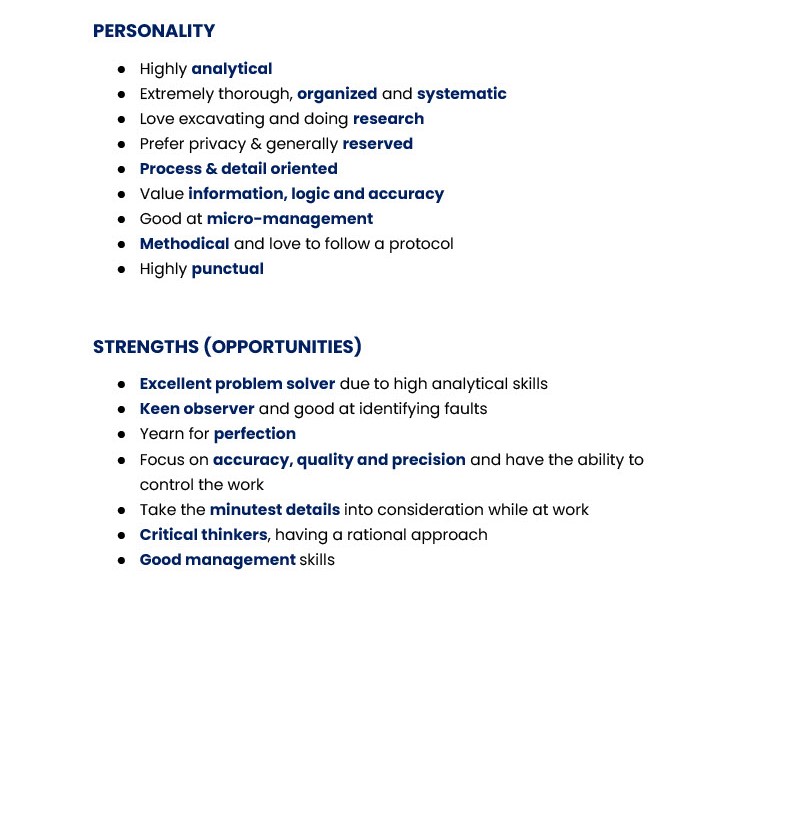 PERSONALITY
● Highly analytical
● Extremely thorough, organized and systematic
● Love excavating and doing research
● Prefer privacy & generally reserved
● Process & detail oriented
● Value information, logic and accuracy
● Good at micro-management
● Methodical and love to follow a protocol
● Highly punctual
STRENGTHS (OPPORTUNITIES)
● Excellent problem solver due to high analytical skills
● Keen observer and good at identifying faults
● Yearn for perfection
● Focus on accuracy, quality and precision and have the ability to
control the work
● Take the minutest details into consideration while at work
● Critical thinkers, having a rational approach
● Good management skills